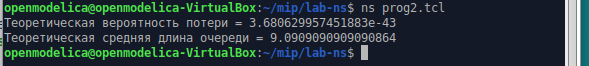 openmodelica@openmodelica-VirtualBox:~/mip/lab-ns$ ns prog2.tcl
Теоретическая вероятность потери = 3.680629957451883e-43
Теоретическая средняя длина очереди = 9.0909090909090864
openmodelica@openmodelica-VirtualBox:~/mip/lab-ns$